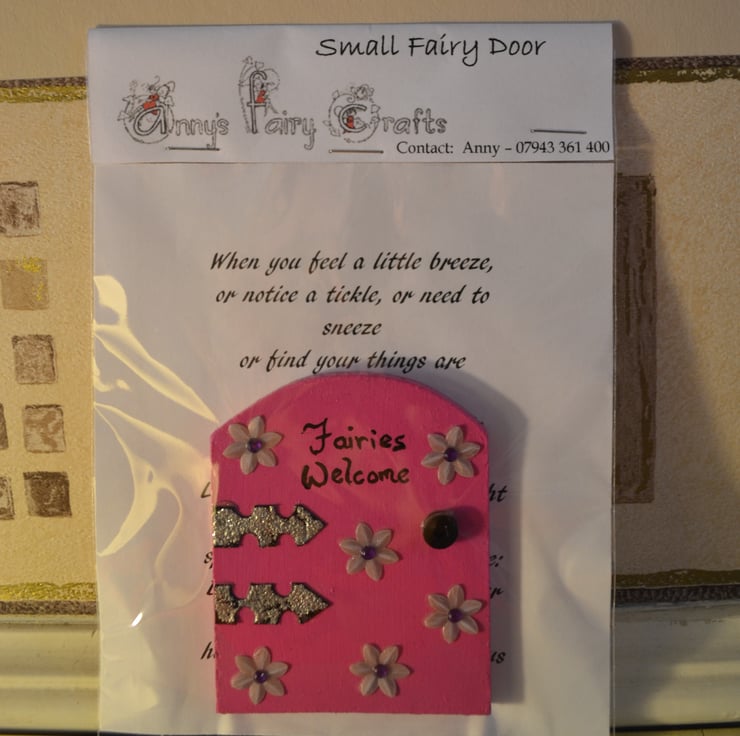 Small Fairy Door
Anny's Fairy Crafts
Contact: Anny – 07943 361 400
When you feel a little breeze,
or notice a tickle, or need to
sneeze
or find your things are
Fairies
Welcome